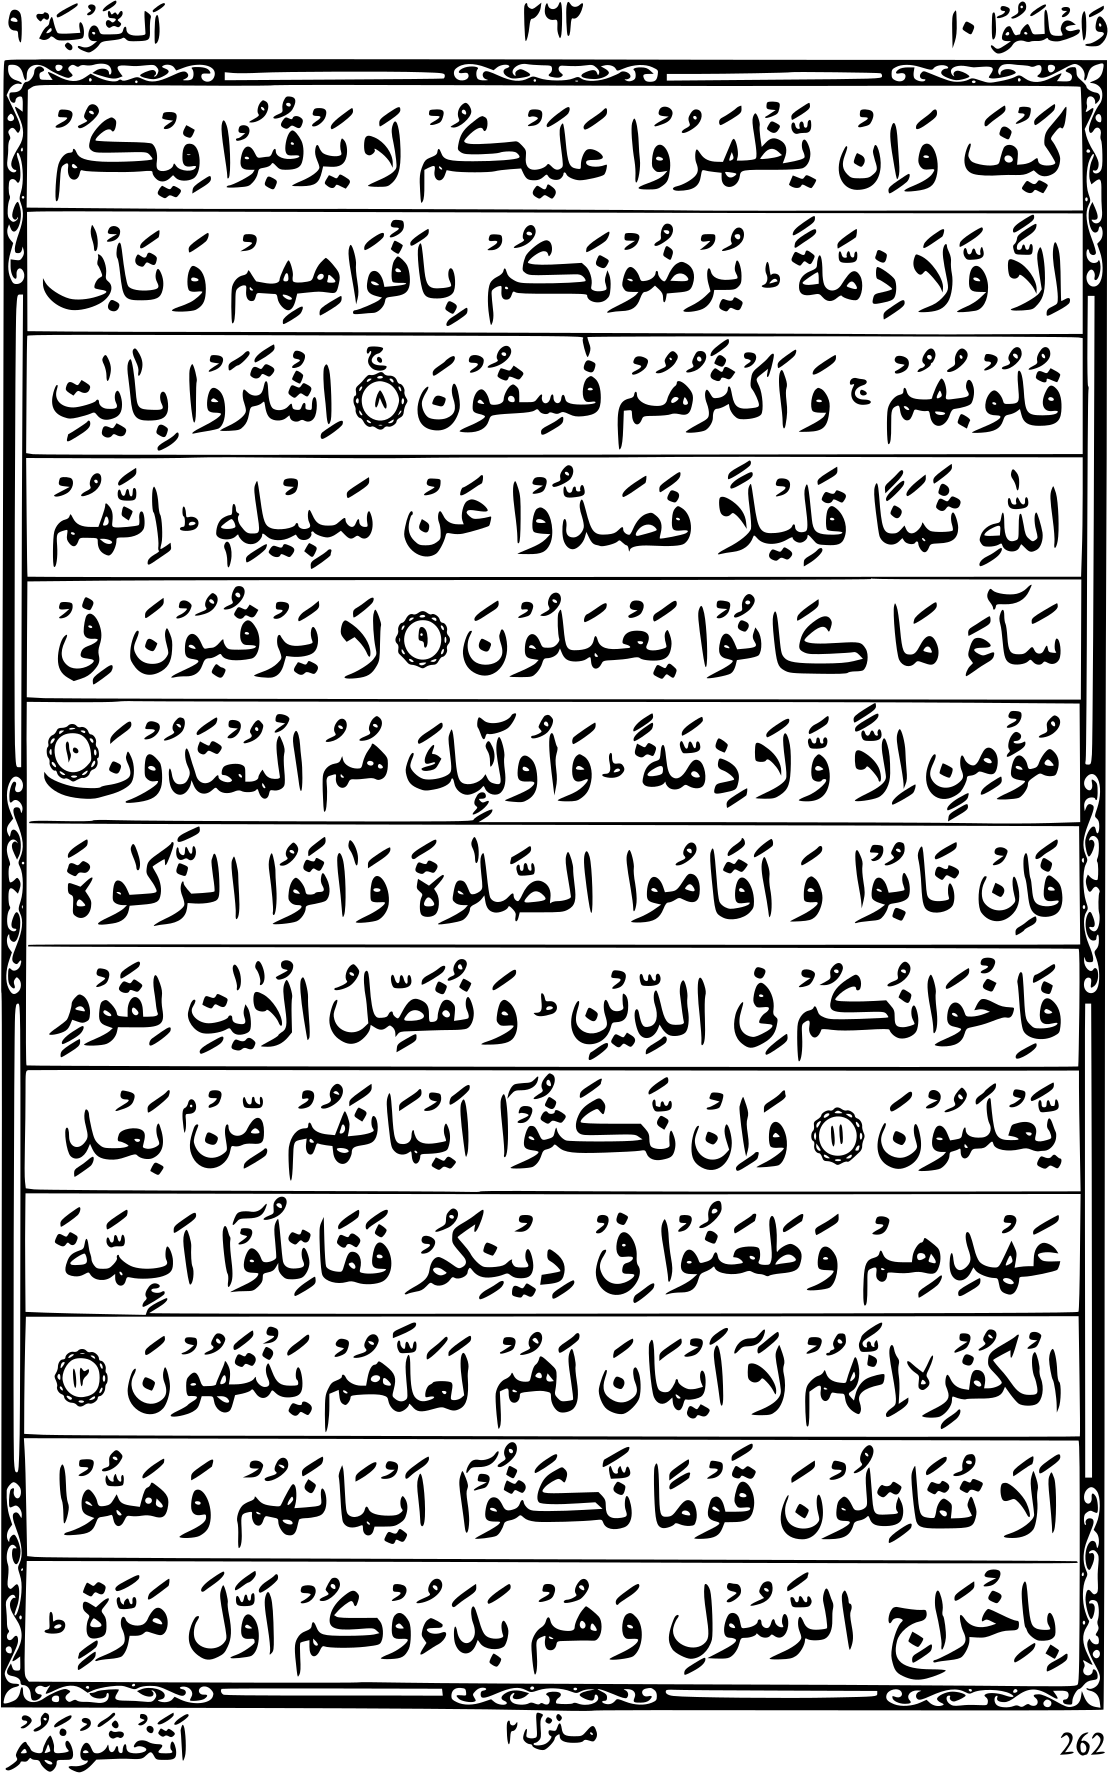 وَاعْلَمُوْٓا ١٠ ٢٦٢ اَلتَّوْبَة ٩
كَيْفَ وَاِنْ يَّظْهَرُوْا عَلَيْكُمْ لَا يَرْقُبُوْا فِيْكُمْ
اِلًّا وَّلَا ذِمَّةً ؕ يُرْضُوْنَكُمْ بِاَفْوَاهِهِمْ وَ تَاْبٰى
قُلُوْبُهُمْ ۚ وَ اَكْثَرُهُمْ فٰسِقُوْنَ ۚ﴿٨﴾ اِشْتَرَوْا بِاٰيٰتِ
اللّٰهِ ثَمَنًا قَلِيْلًا فَصَدُّوْا عَنْ سَبِيْلِهٖ ؕ اِنَّهُمْ
سَآءَ مَا كَانُوْا يَعْمَلُوْنَ ﴿٩﴾ لَا يَرْقُبُوْنَ فِىْ
مُؤْمِنٍ اِلًّا وَّ لَا ذِمَّةً ؕ وَ اُولٰٓئِكَ هُمُ الْمُعْتَدُوْنَ ﴿١٠﴾
فَاِنْ تَابُوْا وَ اَقَامُوا الصَّلٰوةَ وَ اٰتَوُا الزَّكٰوةَ
فَاِخْوَانُكُمْ فِى الدِّيْنِ ؕ وَ نُفَصِّلُ الْاٰيٰتِ لِقَوْمٍ
يَّعْلَمُوْنَ ﴿١١﴾ وَاِنْ نَّكَثُوْٓا اَيْمَانَهُمْ مِّنْۢ بَعْدِ
عَهْدِهِمْ وَ طَعَنُوْا فِىْ دِيْنِكُمْ فَقَاتِلُوْٓا اَئِمَّةَ
الْكُفْرِ ۙ اِنَّهُمْ لَاۤ اَيْمَانَ لَهُمْ لَعَلَّهُمْ يَنْتَهُوْنَ ﴿١٢﴾
اَلَا تُقَاتِلُوْنَ قَوْمًا نَّكَثُوْٓا اَيْمَانَهُمْ وَ هَمُّوْا
بِاِخْرَاجِ الرَّسُوْلِ وَ هُمْ بَدَءُوْكُمْ اَوَّلَ مَرَّةٍ ؕ
262 منزل ٢ اَتَخْشَوْنَهُمْ